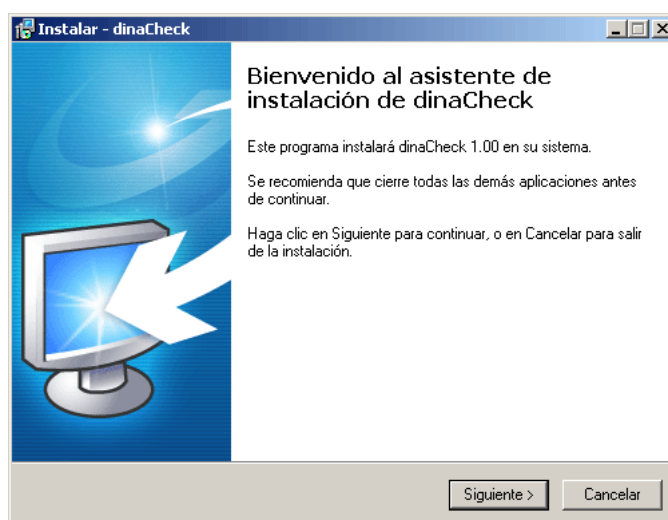 Instalar - dinaCheck
Bienvenido al asistente de
instalación de dinaCheck
Este programa instalará dinaCheck 1.00 en su sistema.
Se recomienda que cierre todas las demás aplicaciones antes
de continuar.
Haga clic en Siguiente para continuar, o en Cancelar para salir
de la instalación.
Siguiente >
Cancelar